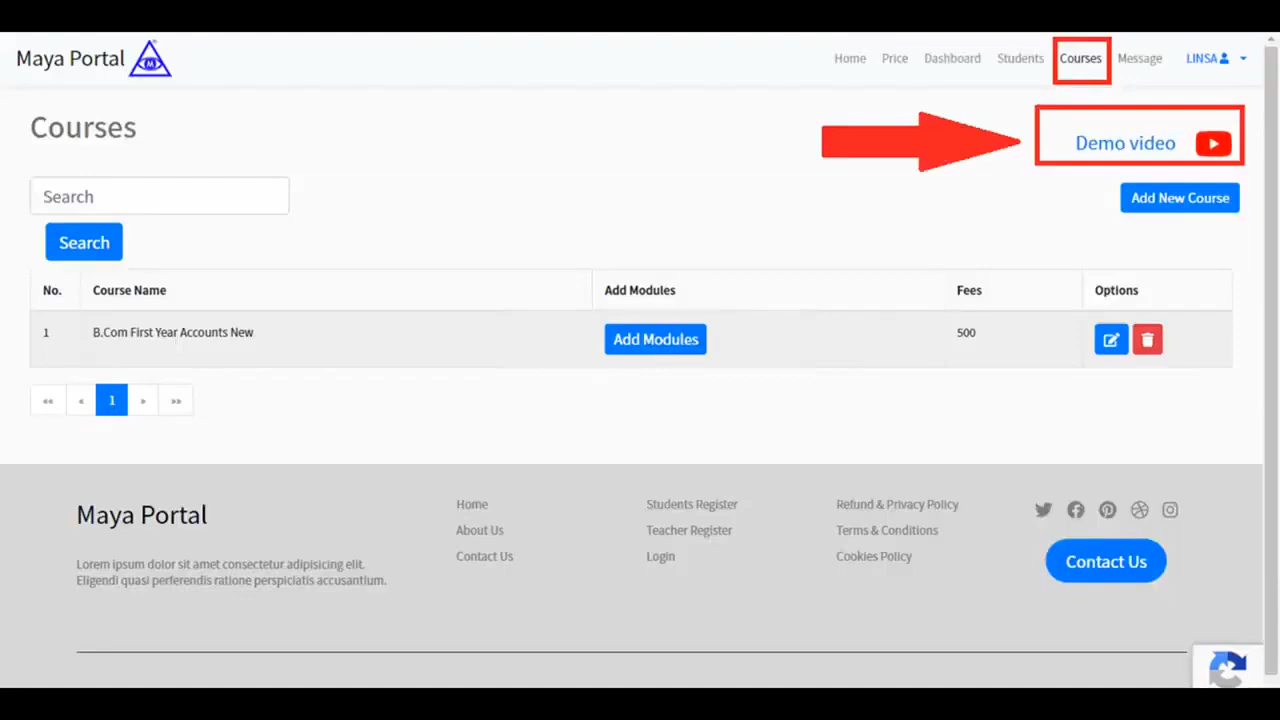 Maya Portal M
Home Price Dashboard Students Courses Message LINSA
Courses
Demo video
Search
Add New Course
Search
No. Course Name Add Modules Fees Options
1 B.Com First Year Accounts New Add Modules 500
«« « 1 » »»
Maya Portal
Lorem ipsum dolor sit amet consectetur adipisicing elit.
Eligendi quasi perferendis ratione perspiciatis accusantium.
Home
About Us
Contact Us
Students Register
Teacher Register
Login
Refund & Privacy Policy
Terms & Conditions
Cookies Policy
Contact Us